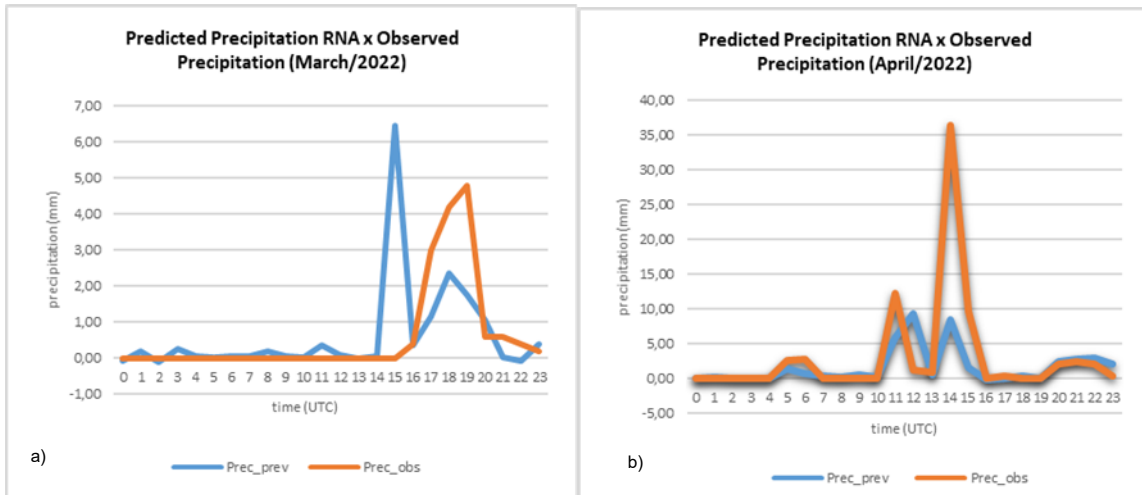 Predicted Precipitation RNA x Observed
Precipitation (March/2022)
7,00
6,00
5,00
4,00
3,00
2,00
1,00
0,00
-1,00
precipitation (mm)
0 1 2 3 4 5 6 7 8 9 10 11 12 13 14 15 16 17 18 19 20 21 22 23
time (UTC)
a)
Prec_prev Prec_obs
Predicted Precipitation RNA x Observed
Precipitation (April/2022)
40,00
35,00
30,00
25,00
20,00
15,00
10,00
5,00
0,00
-5,00
precipitation (mm)
0 1 2 3 4 5 6 7 8 9 10 11 12 13 14 15 16 17 18 19 20 21 22 23
time (UTC)
b)
Prec_prev Prec_obs